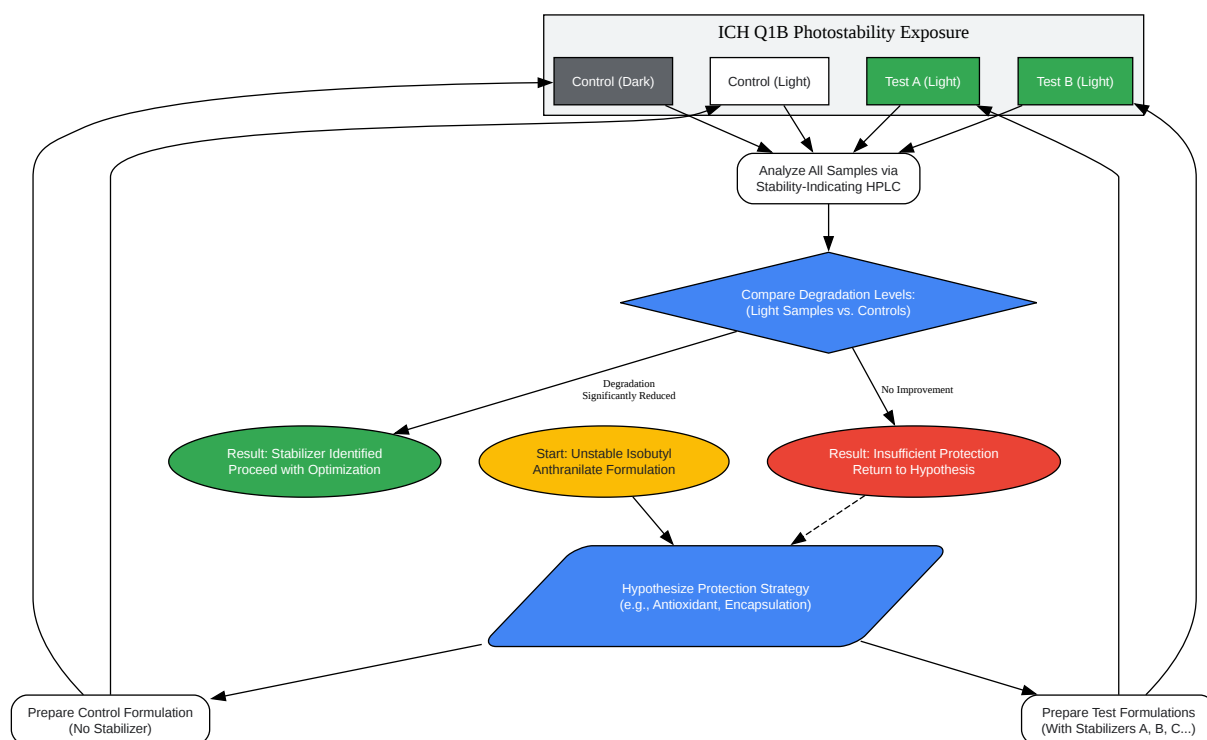 ICH Q1B Photostability Exposure
Control (Dark)
Control (Light)
Test A (Light)
Test B (Light)
Analyze All Samples via
Stability-Indicating HPLC
Compare Degradation Levels:
(Light Samples vs. Controls)
Degradation
Significantly Reduced
No Improvement
Result: Stabilizer Identified
Proceed with Optimization
Start: Unstable Isobutyl
Anthranilate Formulation
Result: Insufficient Protection
Return to Hypothesis
Hypothesize Protection Strategy
(e.g., Antioxidant, Encapsulation)
Prepare Control Formulation
(No Stabilizer)
Prepare Test Formulations
(With Stabilizers A, B, C...)